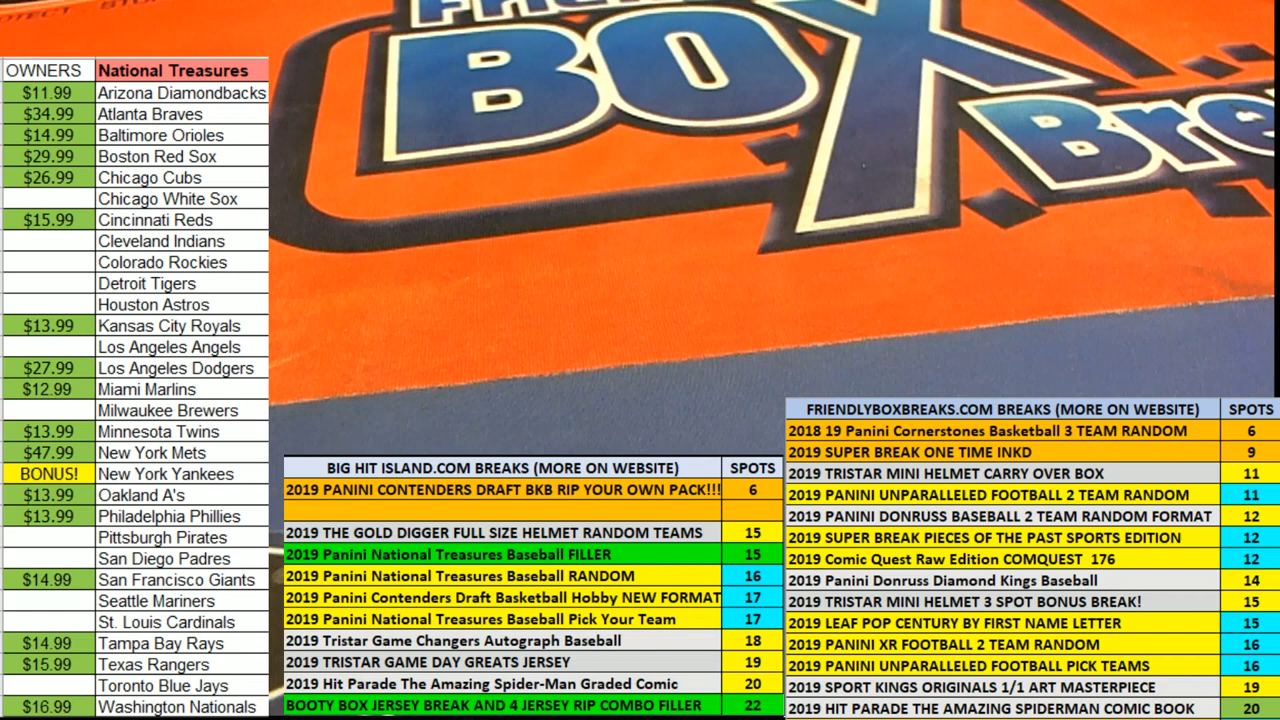 BOX
Bre
OWNERS National Treasures
$11.99 Arizona Diamondbacks
$34.99 Atlanta Braves
$14.99 Baltimore Orioles
$29.99 Boston Red Sox
$26.99 Chicago Cubs
Chicago White Sox
$15.99 Cincinnati Reds
Cleveland Indians
Colorado Rockies
Detroit Tigers
Houston Astros
$13.99 Kansas City Royals
Los Angeles Angels
$27.99 Los Angeles Dodgers
$12.99 Miami Marlins
Milwaukee Brewers
$13.99 Minnesota Twins
$47.99 New York Mets
BONUS! New York Yankees
$13.99 Oakland A's
$13.99 Philadelphia Phillies
Pittsburgh Pirates
San Diego Padres
$14.99 San Francisco Giants
Seattle Mariners
St. Louis Cardinals
$14.99 Tampa Bay Rays
$15.99 Texas Rangers
Toronto Blue Jays
$16.99 Washington Nationals
BIG HIT ISLAND.COM BREAKS (MORE ON WEBSITE) SPOTS
2019 PANINI CONTENDERS DRAFT BKB RIP YOUR OWN PACK!!! 6
2019 THE GOLD DIGGER FULL SIZE HELMET RANDOM TEAMS 15
2019 Panini National Treasures Baseball FILLER 15
2019 Panini National Treasures Baseball RANDOM 16
2019 Panini Contenders Draft Basketball Hobby NEW FORMAT 17
2019 Panini National Treasures Baseball Pick Your Team 17
2019 Tristar Game Changers Autograph Baseball 18
2019 TRISTAR GAME DAY GREATS JERSEY 19
2019 Hit Parade The Amazing Spider-Man Graded Comic 20
BOOTY BOX JERSEY BREAK AND 4 JERSEY RIP COMBO FILLER 22
FRIENDLYBOXBREAKS.COM BREAKS (MORE ON WEBSITE) SPOTS
2018 19 Panini Cornerstones Basketball 3 TEAM RANDOM 6
2019 SUPER BREAK ONE TIME INKD 9
2019 TRISTAR MINI HELMET CARRY OVER BOX 11
2019 PANINI UNPARALLELED FOOTBALL 2 TEAM RANDOM 11
2019 PANINI DONRUSS BASEBALL 2 TEAM RANDOM FORMAT 12
2019 SUPER BREAK PIECES OF THE PAST SPORTS EDITION 12
2019 Comic Quest Raw Edition COMQUEST 176 12
2019 Panini Donruss Diamond Kings Baseball 14
2019 TRISTAR MINI HELMET 3 SPOT BONUS BREAK! 15
2019 LEAF POP CENTURY BY FIRST NAME LETTER 15
2019 PANINI XR FOOTBALL 2 TEAM RANDOM 16
2019 PANINI UNPARALLELED FOOTBALL PICK TEAMS 16
2019 SPORT KINGS ORIGINALS 1/1 ART MASTERPIECE 19
2019 HIT PARADE THE AMAZING SPIDERMAN COMIC BOOK 20